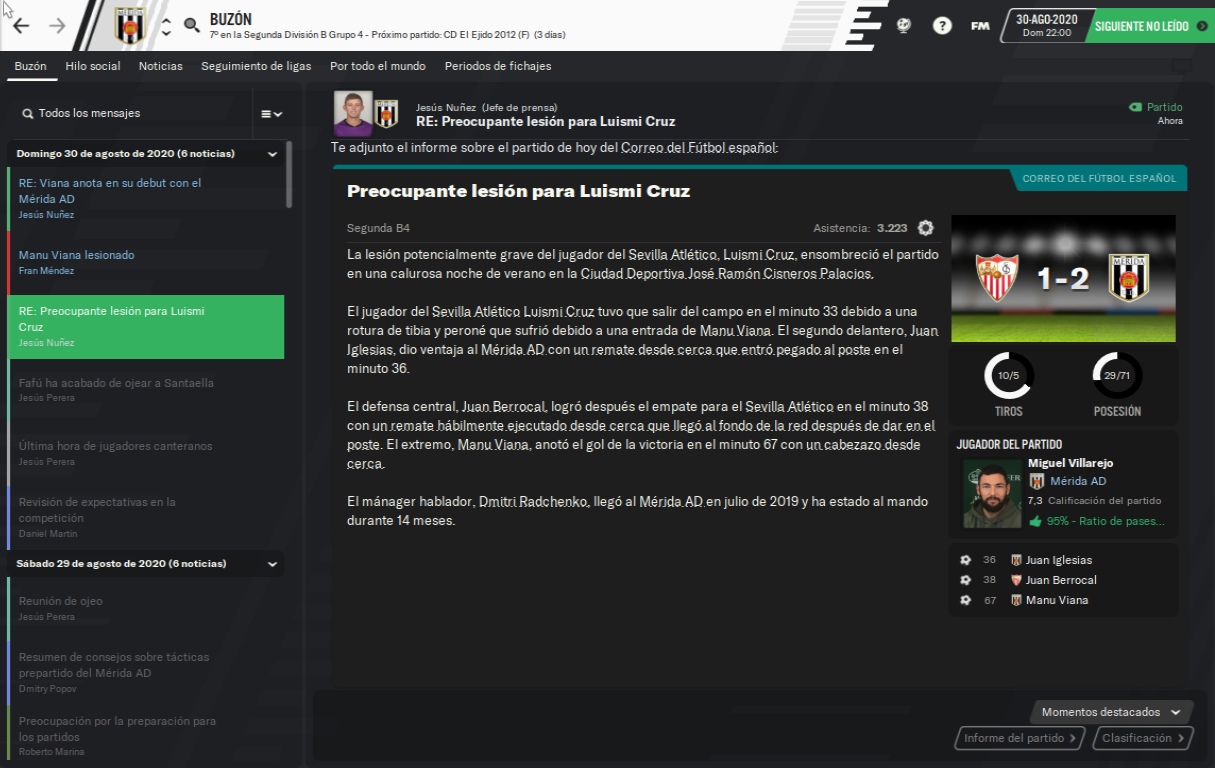 BUZÓN
7º en la Segunda División B Grupo 4 - Próximo partido: CD El Ejido 2012 (F) (3 días)
FM
30-AGO-2020
Dom 22:00
SIGUIENTE NO LEÍDO
Buzón
Hilo social
Noticias
Seguimiento de ligas
Por todo el mundo
Periodos de fichajes
Todos los mensajes
Domingo 30 de agosto de 2020 (6 noticias)
RE: Viana anota en su debut con el
Mérida AD
Jesús Nuñez
Manu Viana lesionado
Fran Méndez
RE: Preocupante lesión para Luismi
Cruz
Jesús Nuñez
Fafú ha acabado de ojear a Santaella
Jesús Perera
Última hora de jugadores canteranos
Jesús Perera
Revisión de expectativas en la
competición
Daniel Martín
Sábado 29 de agosto de 2020 (6 noticias)
Reunión de ojeo
Jesús Perera
Resumen de consejos sobre tácticas
prepartido del Mérida AD
Dmitry Popov
Preocupación por la preparación para
los partidos
Roberto Marina
Jesús Nuñez (Jefe de prensa)
RE: Preocupante lesión para Luismi Cruz
Partido
Ahora
Te adjunto el informe sobre el partido de hoy del Correo del Fútbol español:
CORREO DEL FÚTBOL ESPAÑOL
Preocupante lesión para Luismi Cruz
Segunda B4
Asistencia: 3.223
La lesión potencialmente grave del jugador del Sevilla Atlético, Luismi Cruz, ensombreció el partido
en una calurosa noche de verano en la Ciudad Deportiva José Ramón Cisneros Palacios.
El jugador del Sevilla Atlético Luismi Cruz tuvo que salir del campo en el minuto 33 debido a una
rotura de tibia y peroné que sufrió debido a una entrada de Manu Viana. El segundo delantero, Juan
Iglesias, dio ventaja al Mérida AD con un remate desde cerca que entró pegado al poste en el
minuto 36.
El defensa central, Juan Berrocal, logró después el empate para el Sevilla Atlético en el minuto 38
con un remate hábilmente ejecutado desde cerca que llegó al fondo de la red después de dar en el
poste. El extremo, Manu Viana, anotó el gol de la victoria en el minuto 67 con un cabezazo desde
cerca.
El mánager hablador, Dmitri Radchenko, llegó al Mérida AD en julio de 2019 y ha estado al mando
durante 14 meses.
1-2
MÉRIDA
10/5
29/71
TIROS
POSESIÓN
JUGADOR DEL PARTIDO
Miguel Villarejo
Mérida AD
7,3 Calificación del partido
95% - Ratio de pases...
36 Juan Iglesias
38 Juan Berrocal
67 Manu Viana
Momentos destacados
Informe del partido
Clasificación